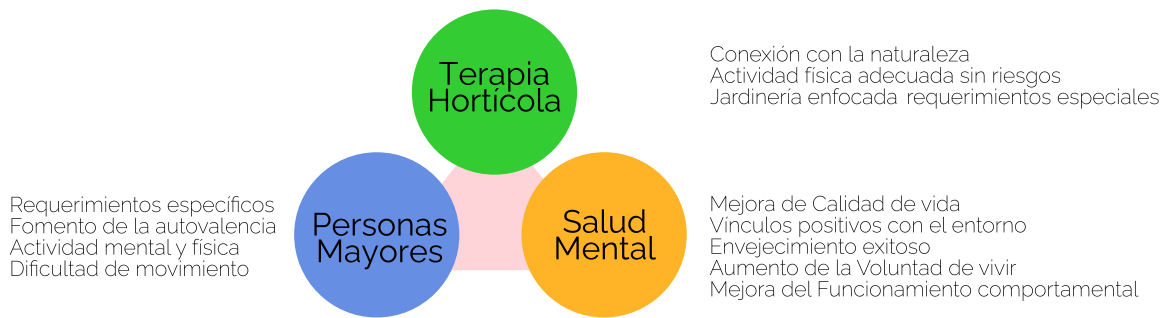 Terapia
Hortícola
Conexión con la naturaleza
Actividad física adecuada sin riesgos
Jardinería enfocada requerimientos especiales
Requerimientos específicos
Fomento de la autovalencia
Actividad mental y física
Dificultad de movimiento
Personas
Mayores
Salud
Mental
Mejora de Calidad de vida
Vínculos positivos con el entorno
Envejecimiento exitoso
Aumento de la Voluntad de vivir
Mejora del Funcionamiento comportamental